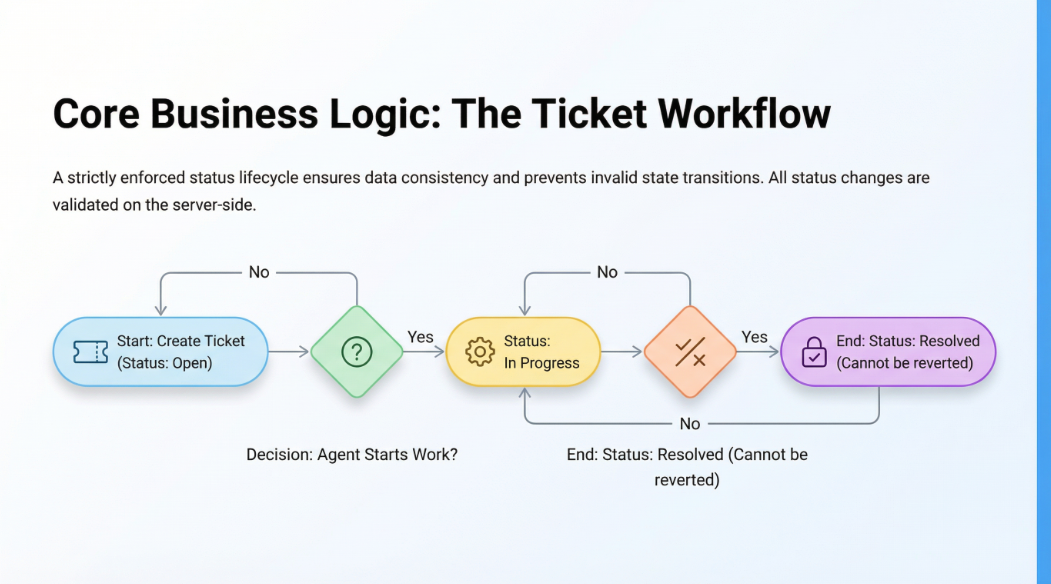 Core Business Logic: The Ticket Workflow
A strictly enforced status lifecycle ensures data consistency and prevents invalid state transitions. All status changes are
validated on the server-side.
No
No
Start: Create Ticket
(Status: Open)
?
Yes
Status:
In Progress
Yes
End: Status: Resolved
(Cannot be reverted)
No
Decision: Agent Starts Work?
End: Status: Resolved (Cannot be
reverted)